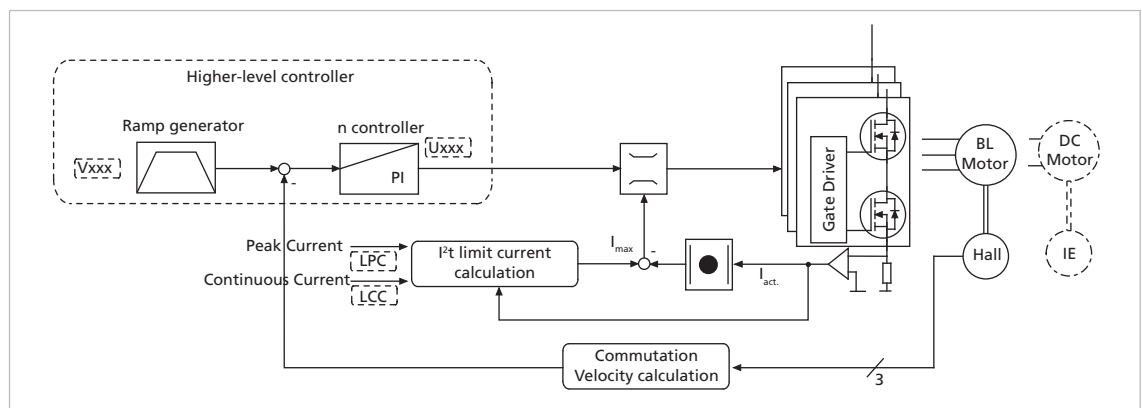 Higher-level controller
Ramp generator
n controller
Vxxx
Uxxx
PI
-
Gate Driver
BL
Motor
DC
Motor
Peak Current
LPC
Continuous Current
LCC
I²t limit current
calculation
Imax
-
Iact.
Hall
IE
Commutation
Velocity calculation
3